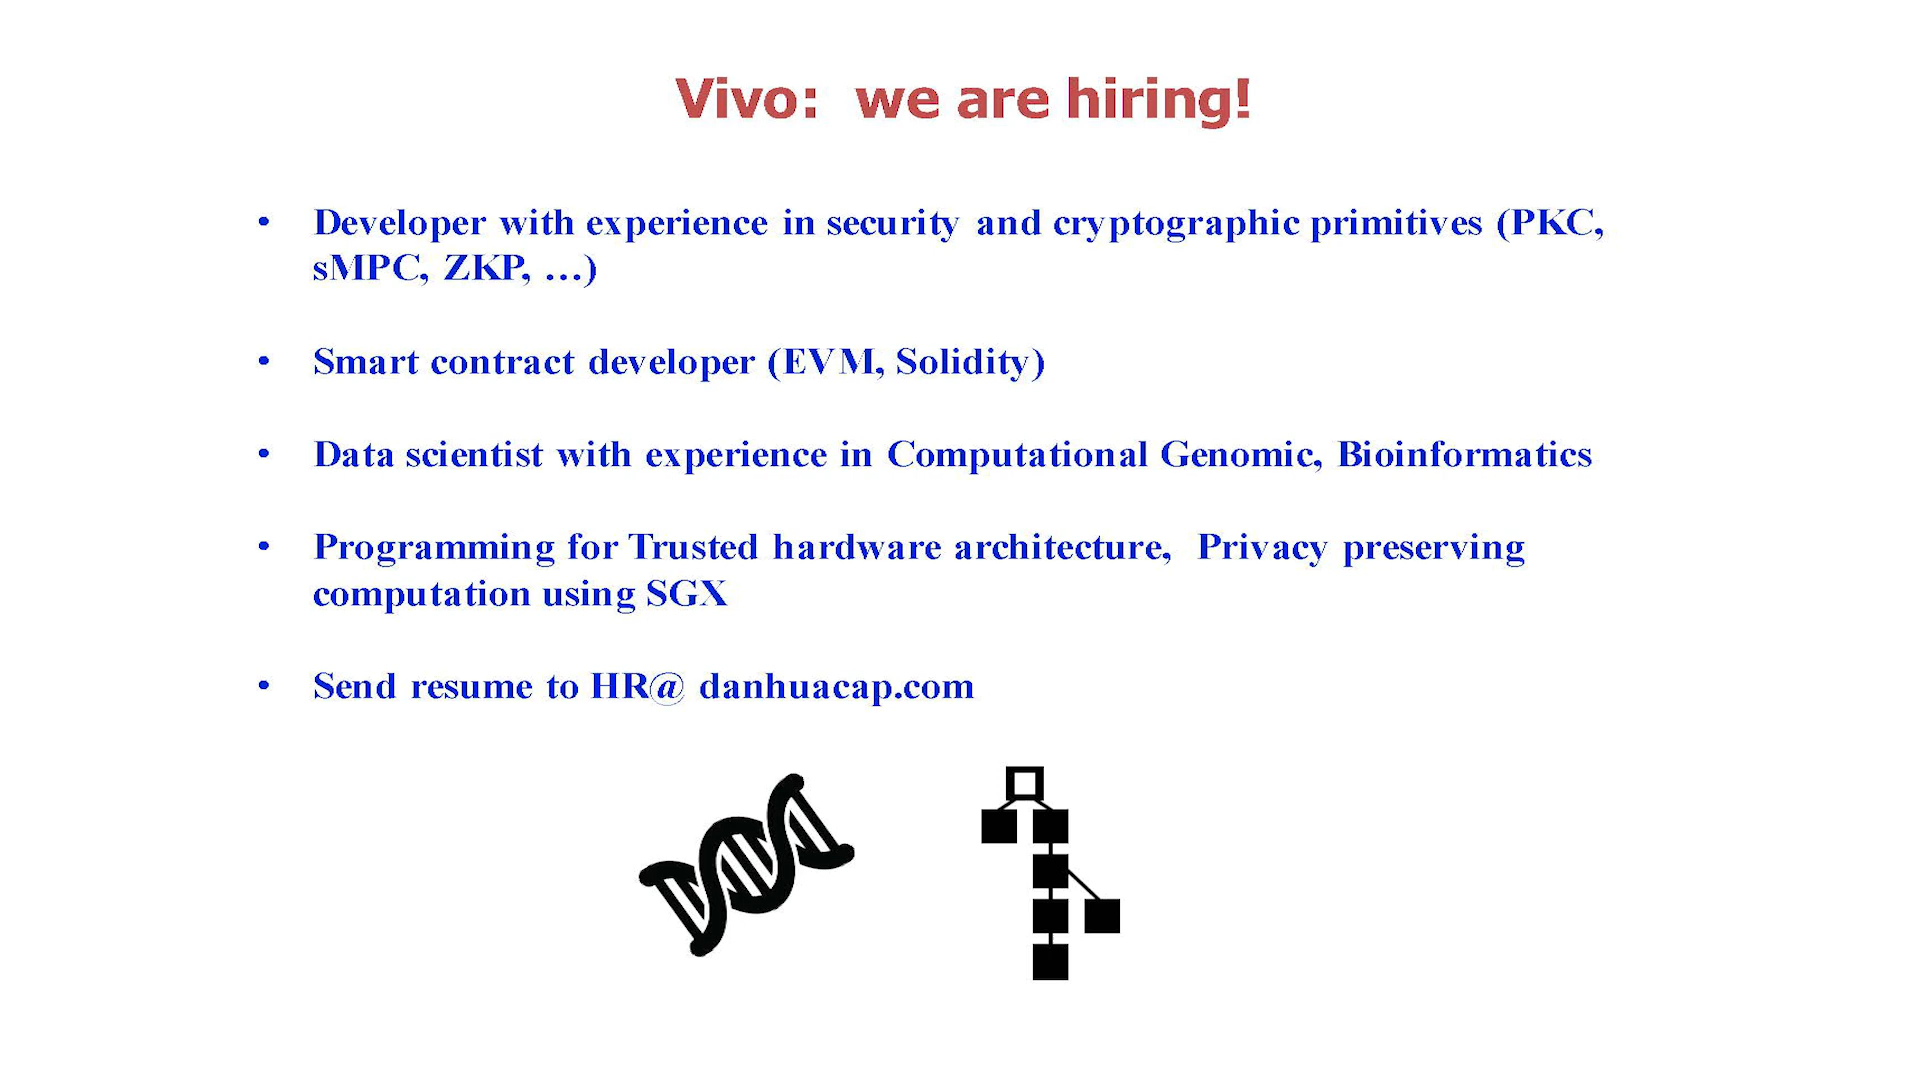 Vivo:  we are hiring!
• Developer with experience in security and cryptographic primitives (PKC,
sMPC, ZKP, …)
• Smart contract developer (EVM, Solidity)
• Data scientist with experience in Computational Genomic, Bioinformatics
• Programming for Trusted hardware architecture,  Privacy preserving
computation using SGX
• Send resume to HR@ danhuacap.com